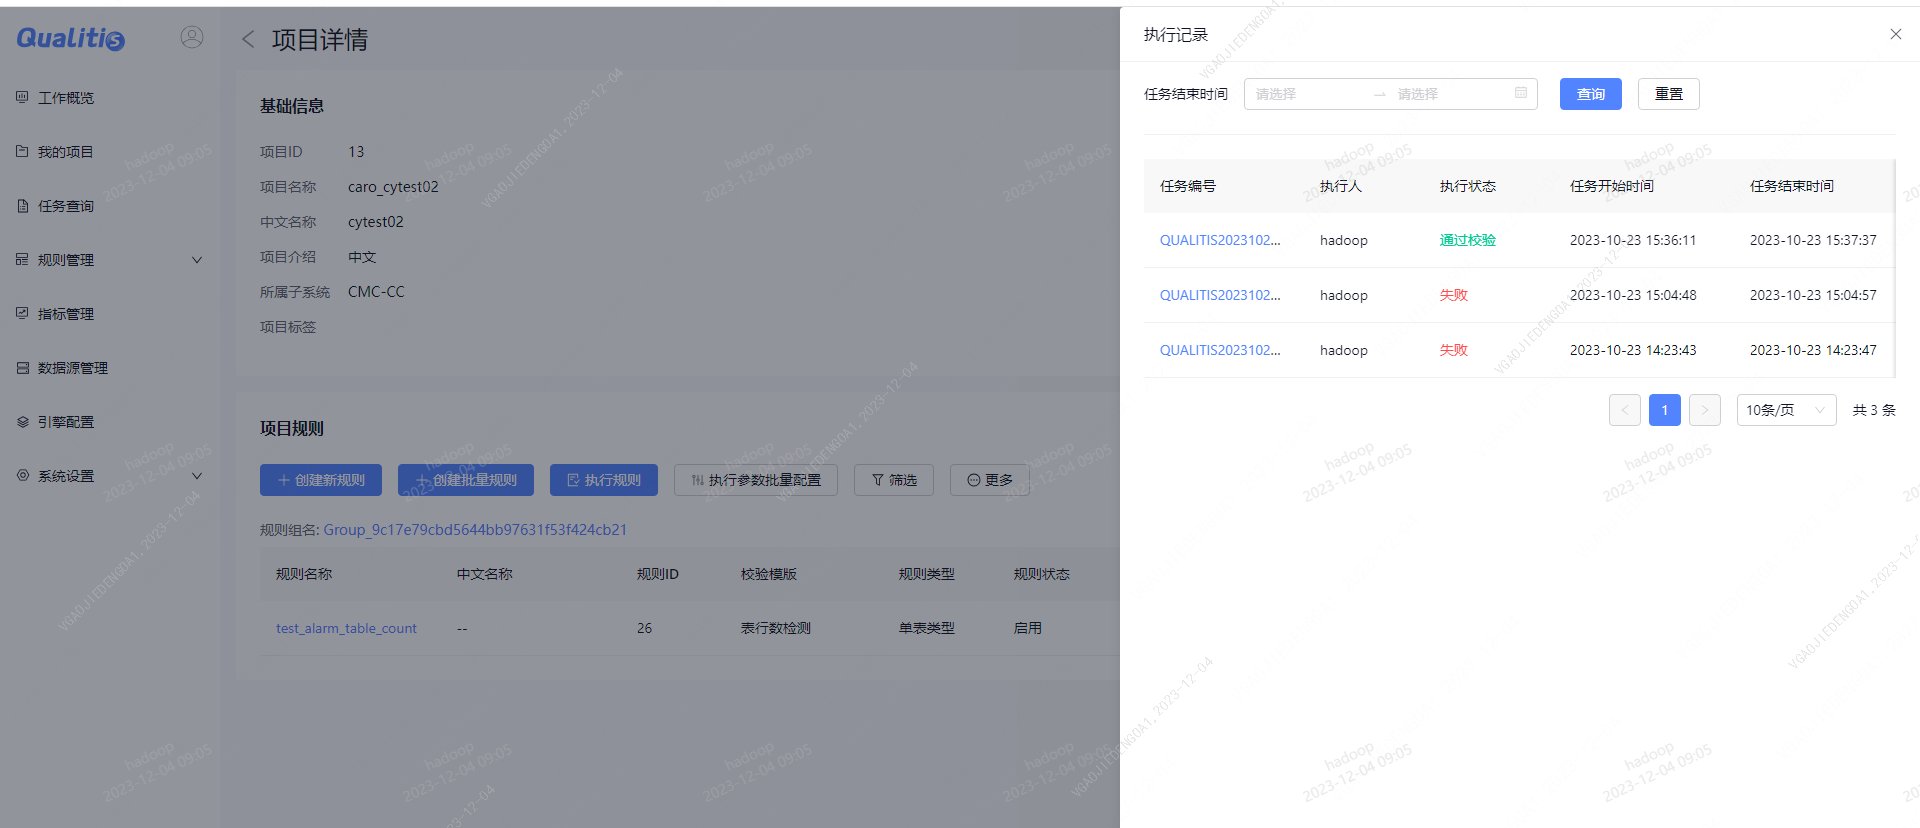 Qualitis
工作概览
我的项目
任务查询
规则管理
指标管理
数据源管理
引擎配置
系统设置
项目详情
基础信息
项目ID 13
项目名称 caro_cytest02
中文名称 cytest02
项目介绍 中文
所属子系统 CMC-CC
项目标签
项目规则
创建新规则 创建批量规则 执行规则 执行参数批量配置 筛选 更多
规则组名: Group_9c17e79cbd5644bb97631f53f424cb21
规则名称 中文名称 规则ID 校验模版 规则类型 规则状态
test_alarm_table_count -- 26 表行数检测 单表类型 启用
执行记录
任务结束时间 请选择 请选择 查询 重置
任务编号 执行人 执行状态 任务开始时间 任务结束时间
QUALITIS2023102... hadoop 通过校验 2023-10-23 15:36:11 2023-10-23 15:37:37
QUALITIS2023102... hadoop 失败 2023-10-23 15:04:48 2023-10-23 15:04:57
QUALITIS2023102... hadoop 失败 2023-10-23 14:23:43 2023-10-23 14:23:47
1 10条/页 共 3 条
hadoop
2023-12-04 09:05